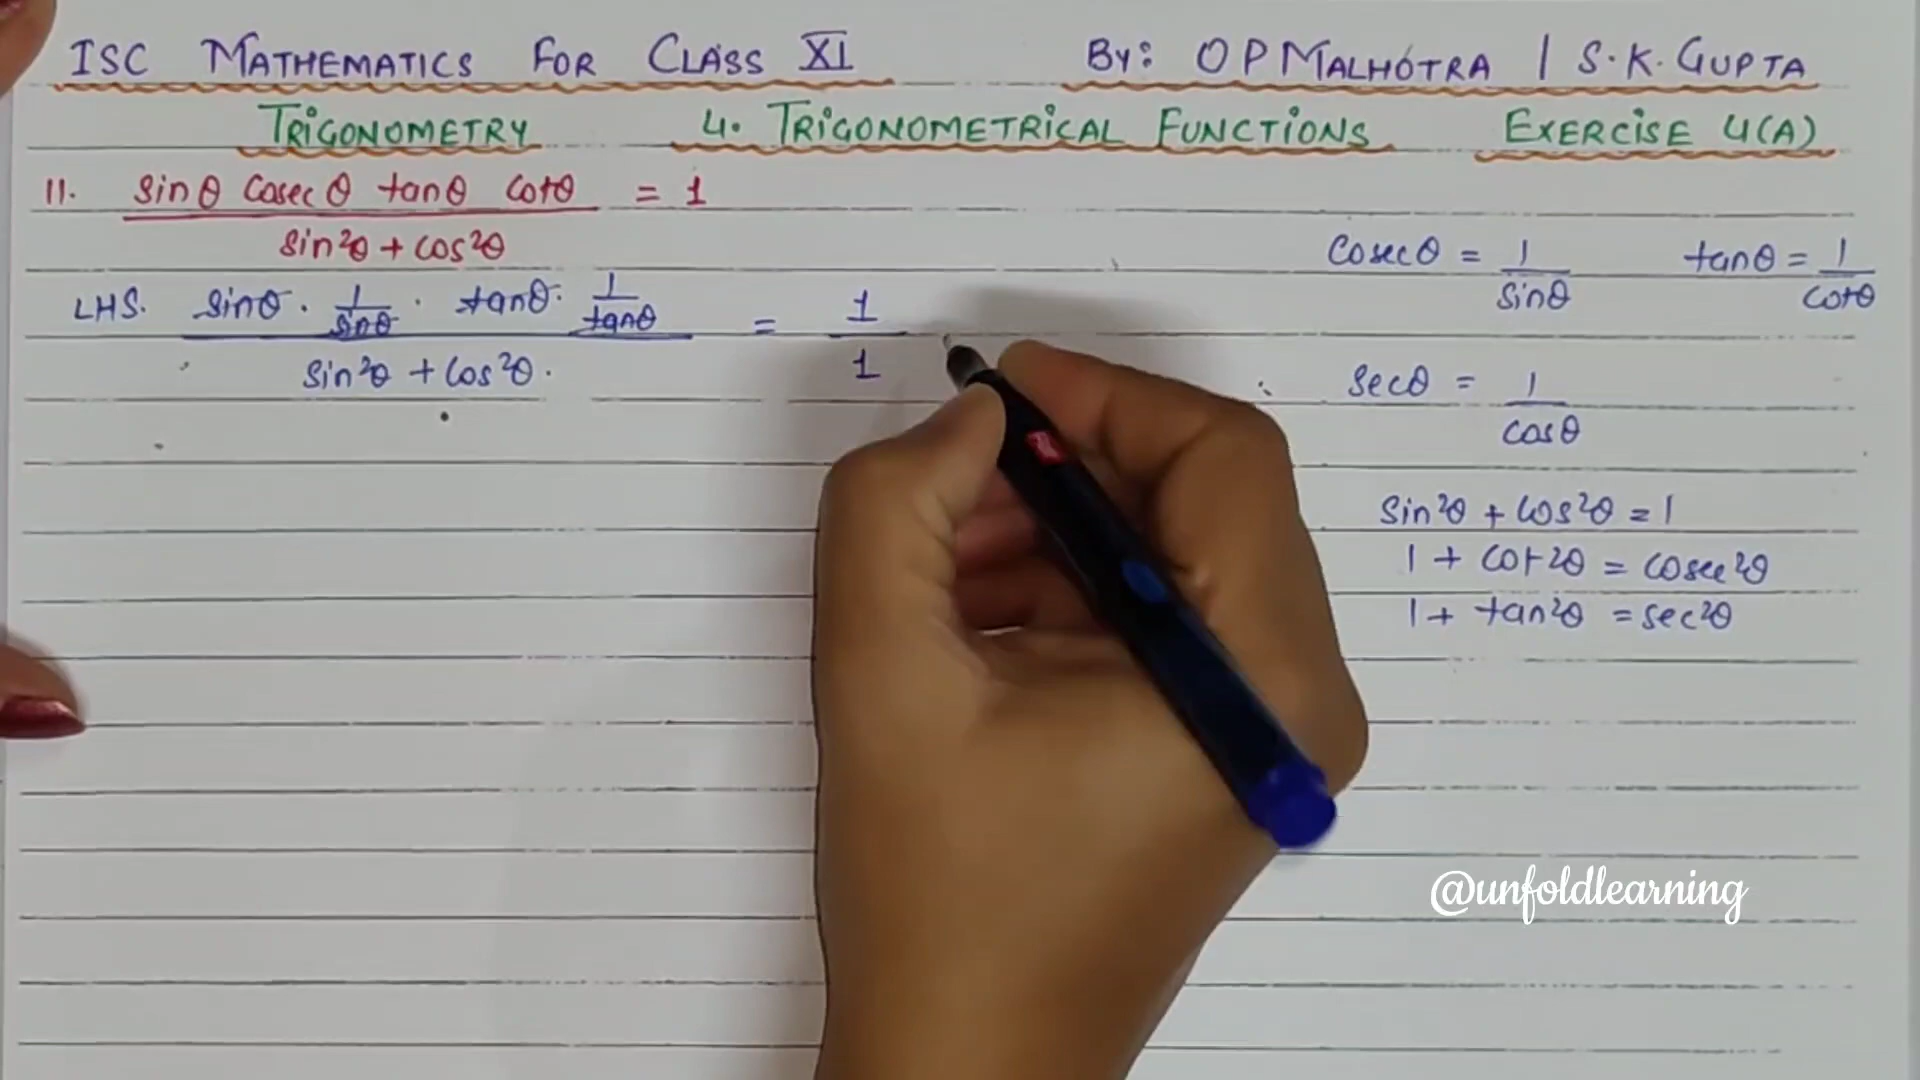 ISC MATHEMATICS FOR CLASS XI By: O P MALHOTRA | S.K. GUPTA
TRIGONOMETRY 4. TRIGONOMETRICAL FUNCTIONS EXERCISE 4(A)
11. sinθ cosecθ tanθ cotθ = 1
sin²θ + cos²θ
LHS. sinθ · 1/sinθ · tanθ · 1/tanθ = 1
sin²θ + cos²θ. 1
cosecθ = 1/sinθ tanθ = 1/cotθ
secθ = 1/cosθ
sin²θ + cos²θ = 1
1 + cot²θ = cosec²θ
1 + tan²θ = sec²θ
@unfoldlearning